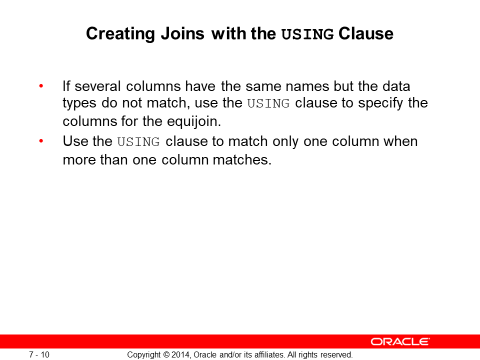 Creating Joins with the USING Clause
• If several columns have the same names but the data
types do not match, use the USING clause to specify the
columns for the equijoin.
• Use the USING clause to match only one column when
more than one column matches.
ORACLE
7 - 10 Copyright © 2014, Oracle and/or its affiliates. All rights reserved.